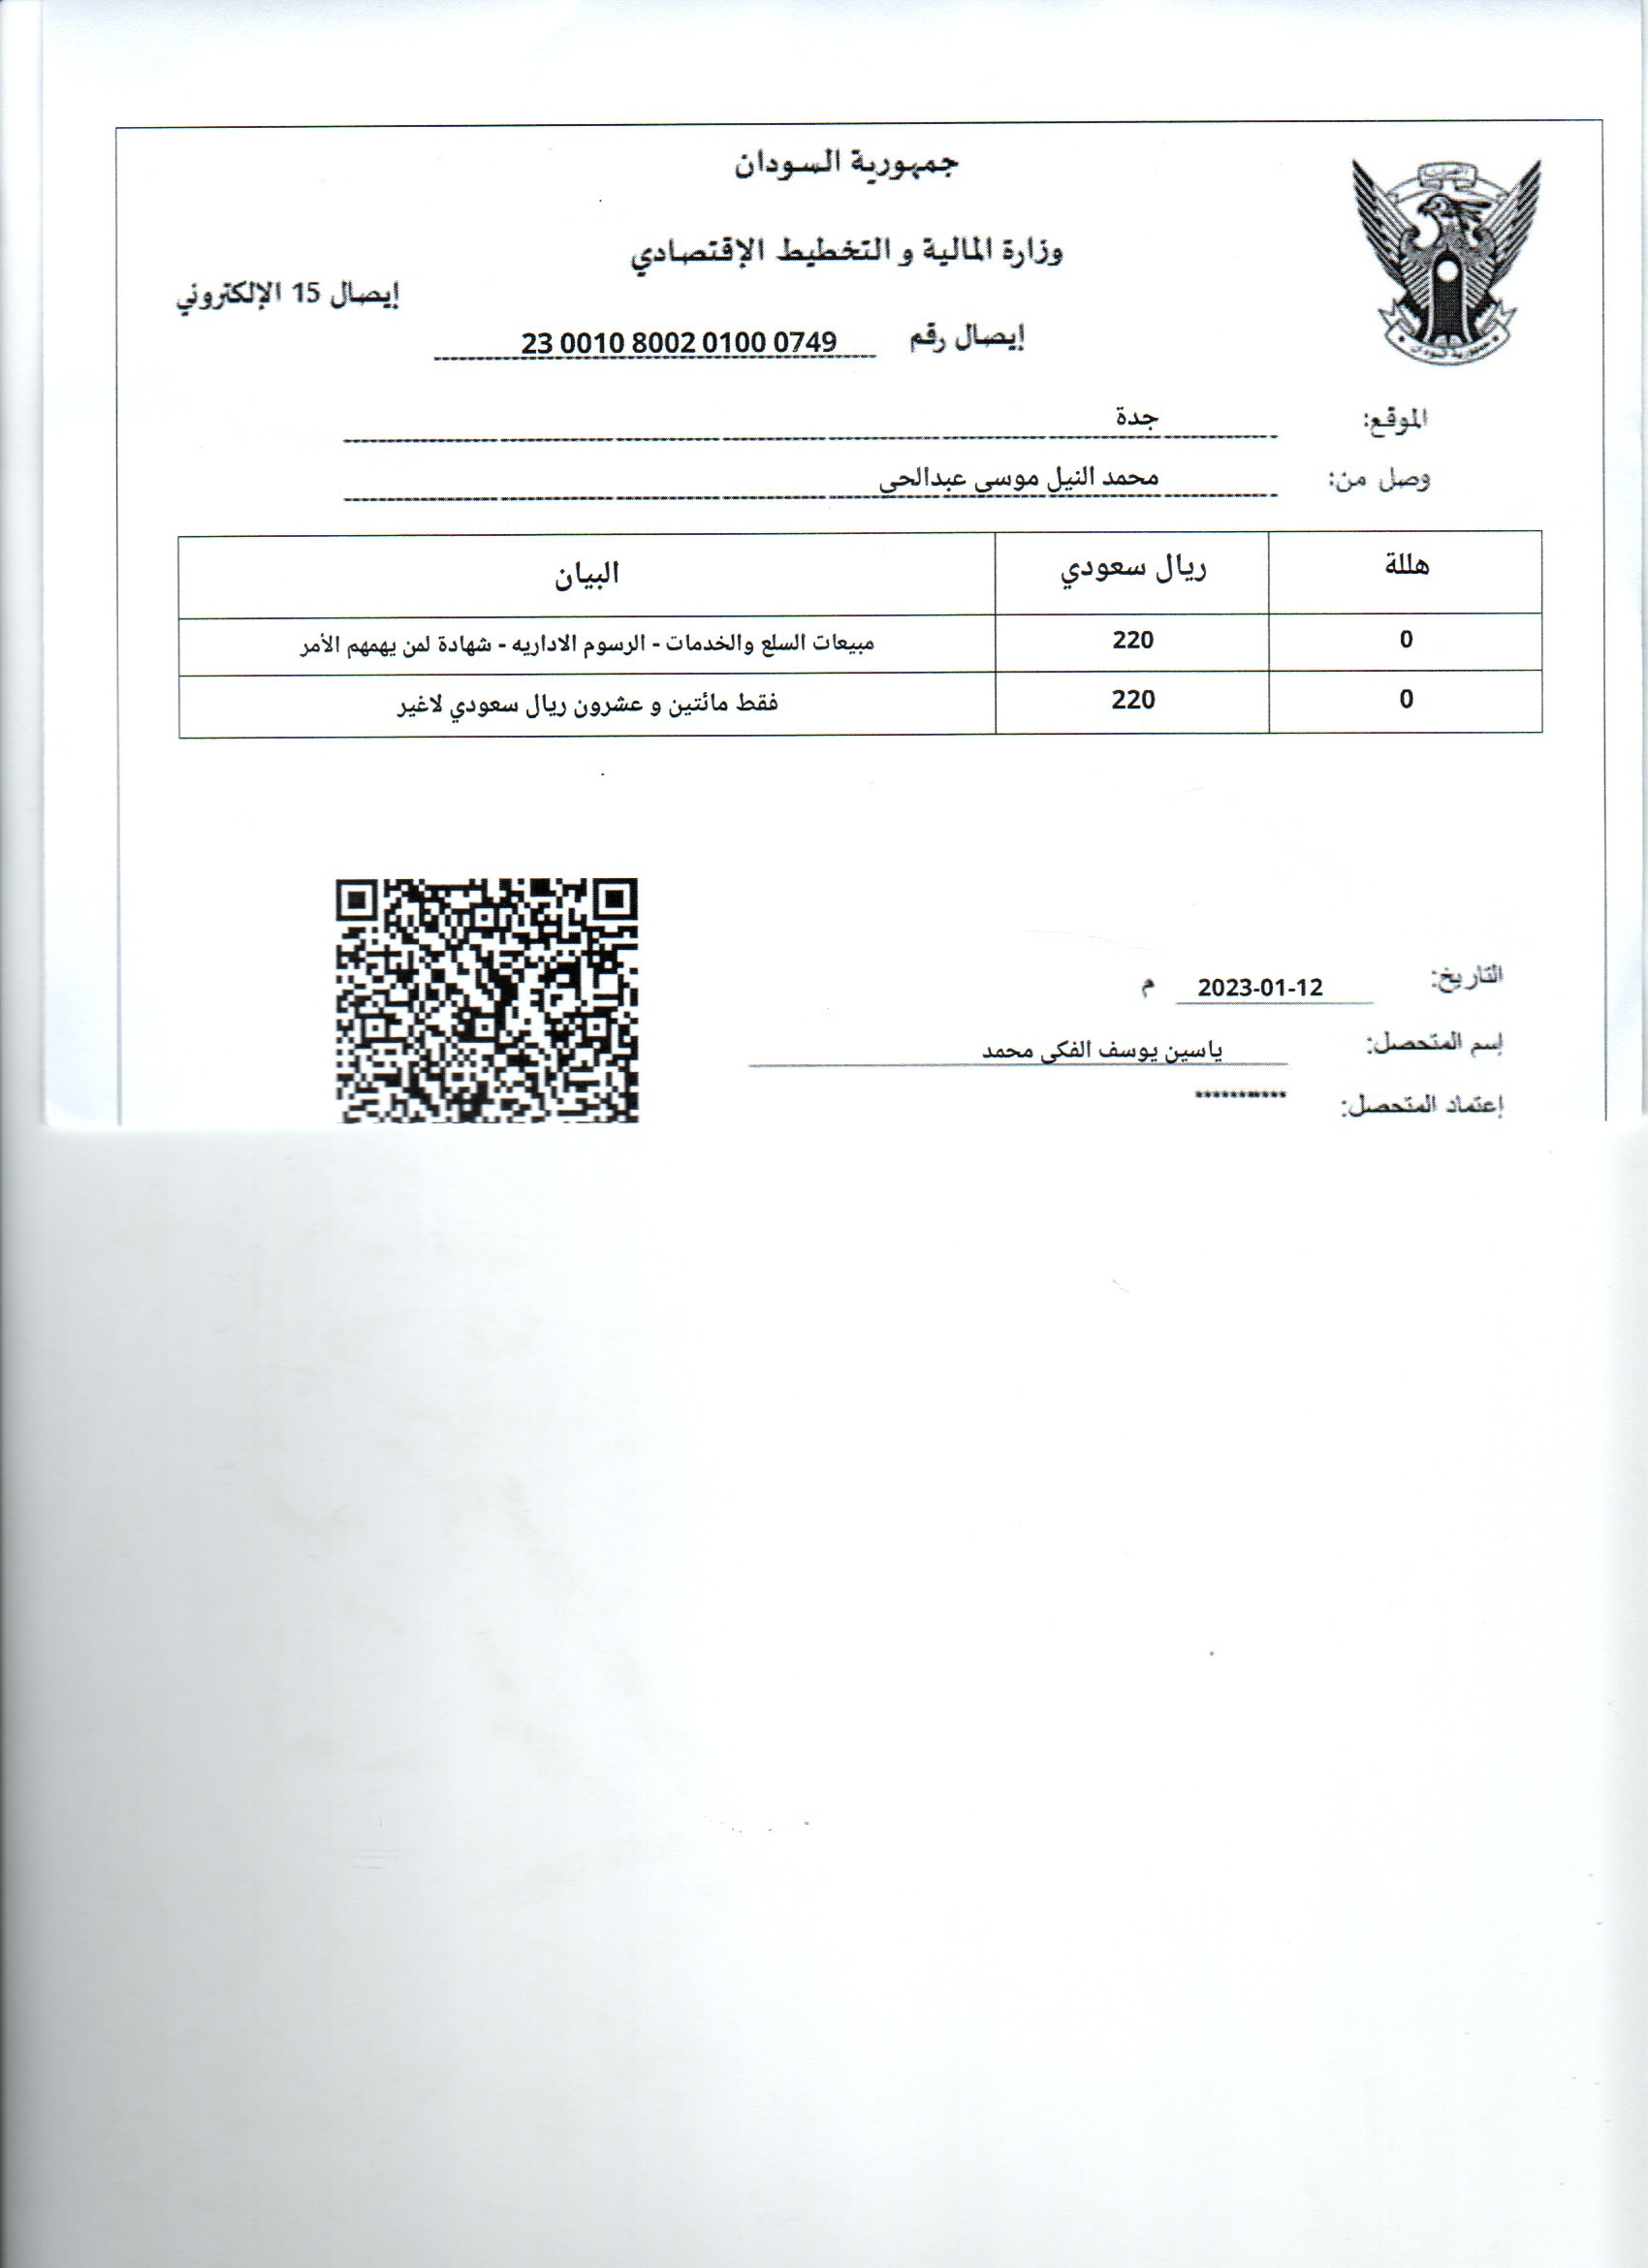 جمهورية السودان
وزارة المالية و التخطيط الإقتصادي
إيصال 15 الإلكتروني
إيصال رقم 23 0010 8002 0100 0749
الموقع: جدة
وصل من: محمد النيل موسى عبدالحى
هللة ريال سعودي البيان
0 220 مبيعات السلع والخدمات - الرسوم الاداريه - شهادة لمن يهمهم الأمر
0 220 فقط مائتين و عشرون ريال سعودي لاغير
التاريخ: 2023-01-12 م
إسم المتحصل: ياسين يوسف الفكى محمد
إعتماد المتحصل: ***********
جمهورية السودان